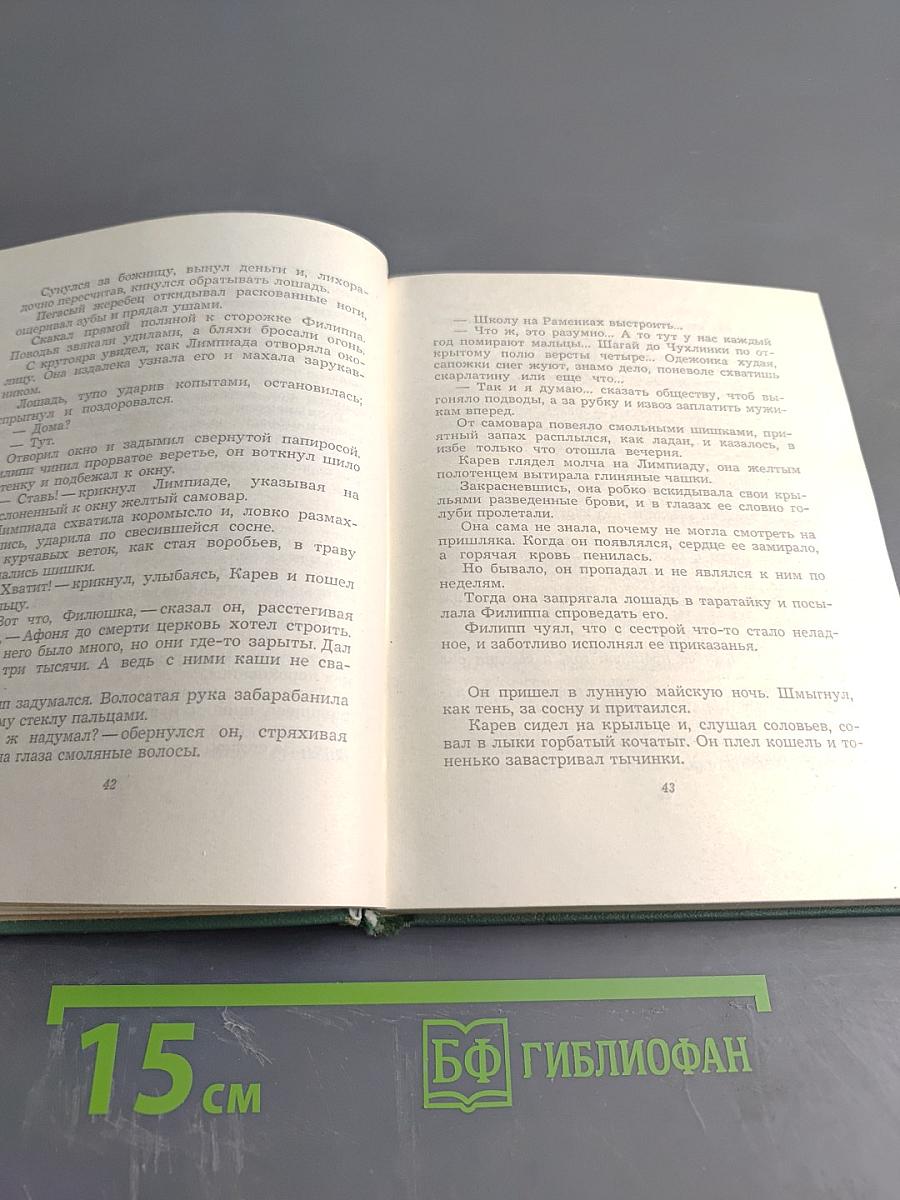 Сунулся за божницу, вынул деньги и, лихора-
дочно пересчитав, кинулся обратывать лошадь.
Пегасый жеребец откидывал раскованные ноги,
ощеривал зубы и прядал ушами.
Скакал прямой поляной к сторожке Филиппа.
Поводья звякали удилами, а бляхи бросали огонь.
С крутояра увидел, как Лимпиада отворяла око-
лицу. Она издалека узнала его и махала зарукав-
ником.
Лошадь, тупо ударив копытами, остановилась;
спрыгнул и поздоровался.
— Дома?
— Тут.
Отворил окно и задымил свернутой папиросой.
илипп чинил прорватое веретье, он воткнул шило
тенку и подбежал к окну.
— Ставь! — крикнул Лимпиаде, указывая на
слоненный к окну желтый самовар.
Лимпиада схватила коромысло и, ловко размах-
ись, ударила по свесившейся сосне.
курчавых веток, как стая воробьев, в траву
ались шишки.
Хватит! — крикнул, улыбаясь, Карев и пошел
льцу.
Вот что, Филюшка, — сказал он, расстегивая
, — Афоня до смерти церковь хотел строить.
него было много, но они где-то зарыты. Дал
три тысячи. А ведь с ними каши не сва-
.
ип задумался. Волосатая рука забарабанила
му стеклу пальцами.
ж надумал? — обернулся он, стряхивая
на глаза смоляные волосы.
42
— Школу на Раменках выстроить...
— Что ж, это разумно... А то тут у нас каждый
год помирают мальцы... Шагай до Чухлинки по от-
крытому полю версты четыре... Одежонка худая,
сапожки снег жуют, знамо дело, поневоле схватишь
скарлатину или еще что...
— Так и я думаю... сказать обществу, чтоб вы-
гоняло подводы, а за рубку и извоз заплатить мужи-
кам вперед.
От самовара повеяло смольными шишками, при-
ятный запах расплылся, как ладан, и казалось, в
избе только что отошла вечерня.
Карев глядел молча на Лимпиаду, она желтым
полотенцем вытирала глиняные чашки.
Закрасневшись, она робко вскидывала свои кры-
льями разведенные брови, и в глазах ее словно го-
луби пролетали.
Она сама не знала, почему не могла смотреть на
пришляка. Когда он появлялся, сердце ее замирало,
а горячая кровь пенилась.
Но бывало, он пропадал и не являлся к ним по
неделям.
Тогда она запрягала лошадь в таратайку и посы-
лала Филиппа спроведать его.
Филипп чуял, что с сестрой что-то стало нелад-
ное, и заботливо исполнял ее приказанья.
Он пришел в лунную майскую ночь. Шмыгнул,
как тень, за сосну и притаился.
Карев сидел на крыльце и, слушая соловьев, со-
вал в лыки горбатый кочатыг. Он плел кошель и то-
ненько завастривал тычинки.
43
15 см
БФ ГИБЛИОФАН